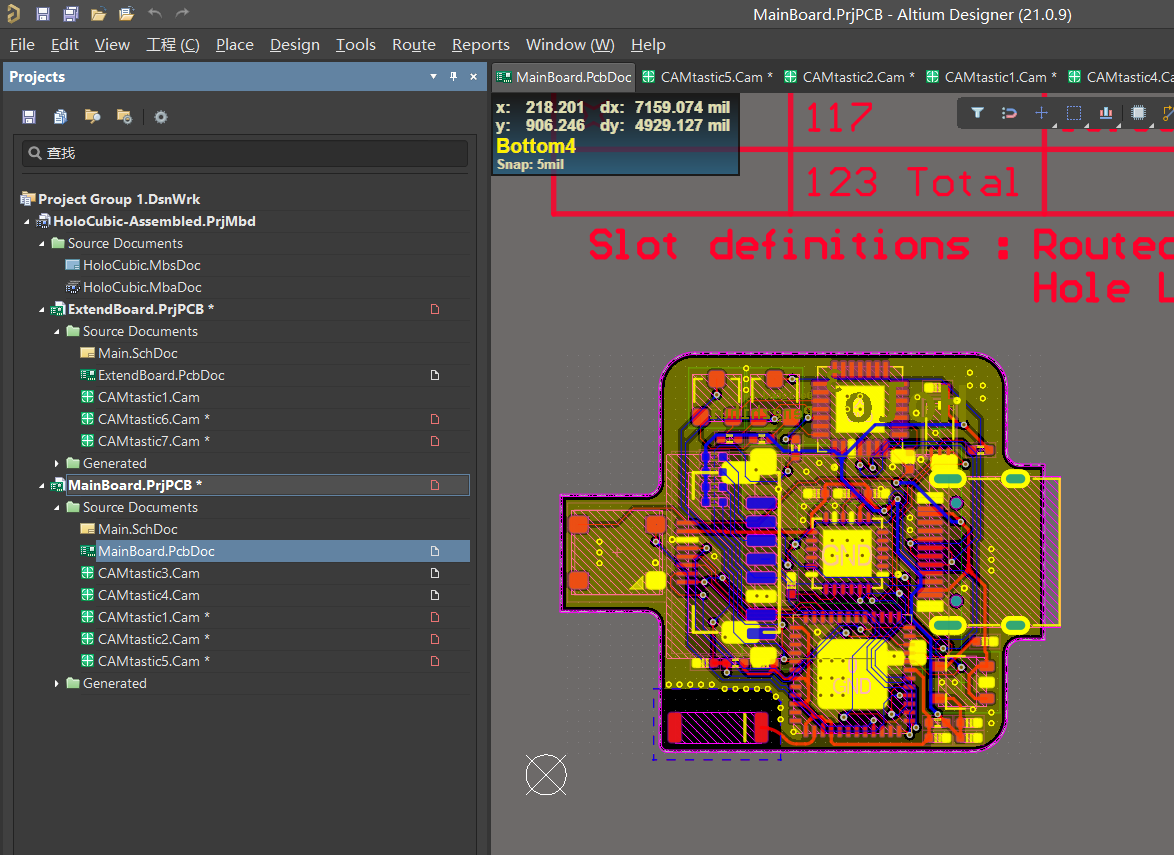 MainBoard.PrjPCB - Altium Designer (21.0.9)
File Edit View 工程 (C) Place Design Tools Route Reports Window (W) Help
Projects
MainBoard.PcbDoc CAMtastic5.Cam * CAMtastic2.Cam * CAMtastic1.Cam * CAMtastic4.Ca
x: 218.201 dx: 7159.074 mil
y: 906.246 dy: 4929.127 mil
Bottom4
Snap: 5mil
117
123 Total
Slot definitions : Routed
Hole L
查找
Project Group 1.DsnWrk
HoloCubic-Assembled.PrjMbd
Source Documents
HoloCubic.MbsDoc
HoloCubic.MbaDoc
ExtendBoard.PrjPCB *
Source Documents
Main.SchDoc
ExtendBoard.PcbDoc
CAMtastic1.Cam
CAMtastic6.Cam *
CAMtastic7.Cam *
Generated
MainBoard.PrjPCB *
Source Documents
Main.SchDoc
MainBoard.PcbDoc
CAMtastic3.Cam
CAMtastic4.Cam
CAMtastic1.Cam *
CAMtastic2.Cam *
CAMtastic5.Cam *
Generated
0
GND
GND